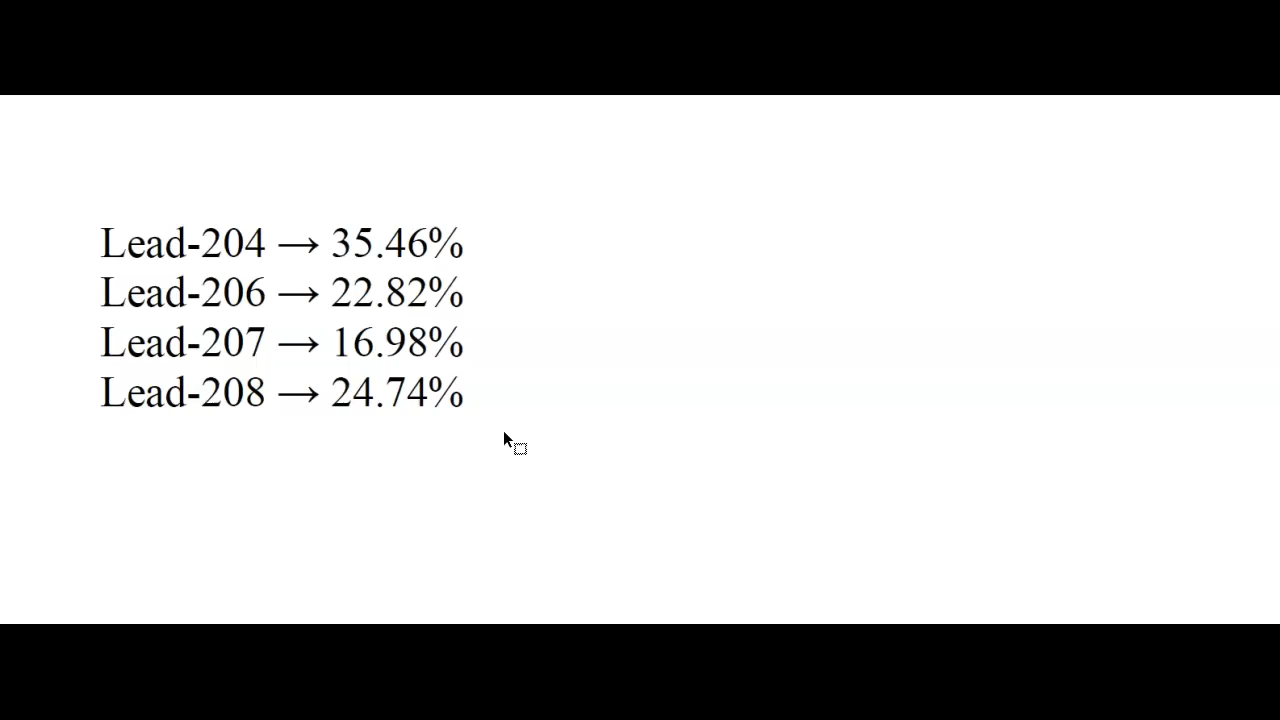 Lead-204 → 35.46%
Lead-206 → 22.82%
Lead-207 → 16.98%
Lead-208 → 24.74%